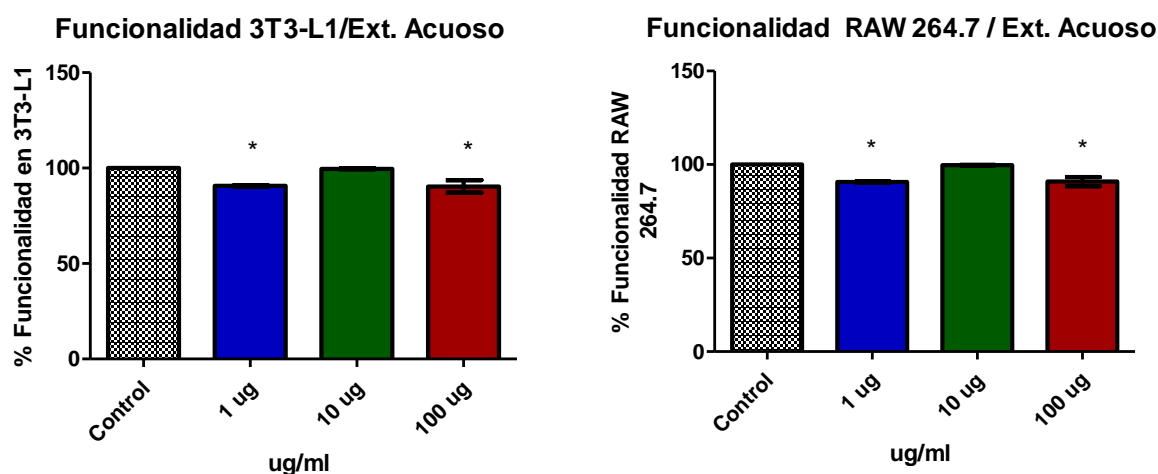 Funcionalidad 3T3-L1/Ext. Acuoso
% Funcionalidad en 3T3-L1
150
100
50
0
*
*
Control
1 ug
10 ug
100 ug
ug/ml
Funcionalidad RAW 264.7 / Ext. Acuoso
% Funcionalidad RAW
264.7
150
100
50
0
*
*
Control
1 ug
10 ug
100 ug
ug/ml